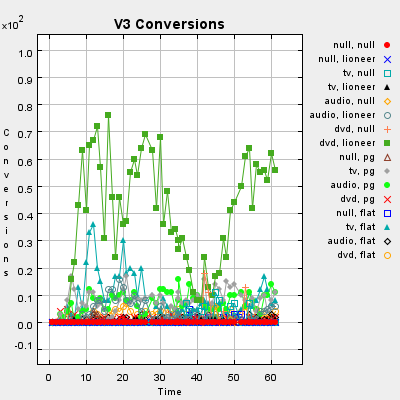 V3 Conversions
x10^2
1.0
0.9
0.8
0.7
0.6
0.5
0.4
0.3
0.2
0.1
0.0
-0.1
Conversions
0 10 20 30 40 50 60
Time
null, null
null, lioneer
tv, null
tv, lioneer
audio, null
audio, lioneer
dvd, null
dvd, lioneer
null, pg
tv, pg
audio, pg
dvd, pg
null, flat
tv, flat
audio, flat
dvd, flat